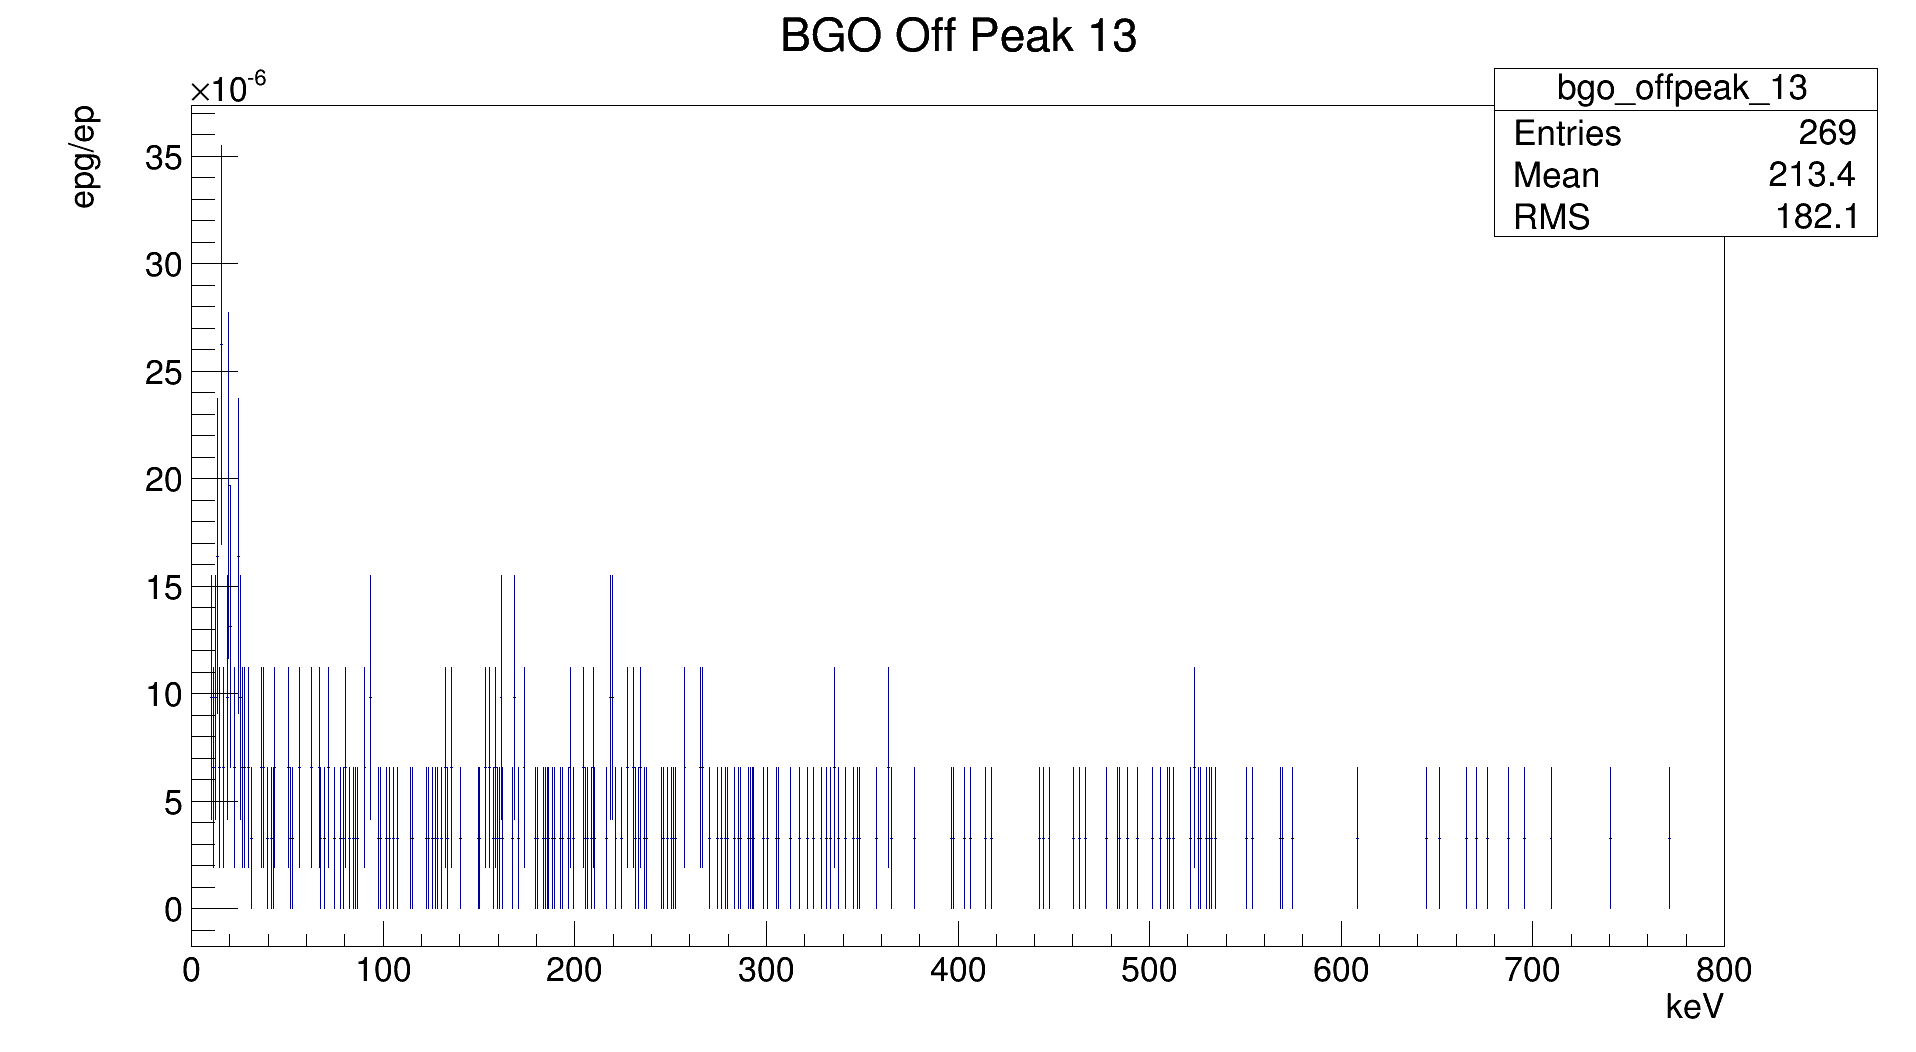 BGO Off Peak 13
×10-6
epg/ep
bgo_offpeak_13
Entries 269
Mean 213.4
RMS 182.1
35
30
25
20
15
10
5
0
0 100 200 300 400 500 600 700 800
keV